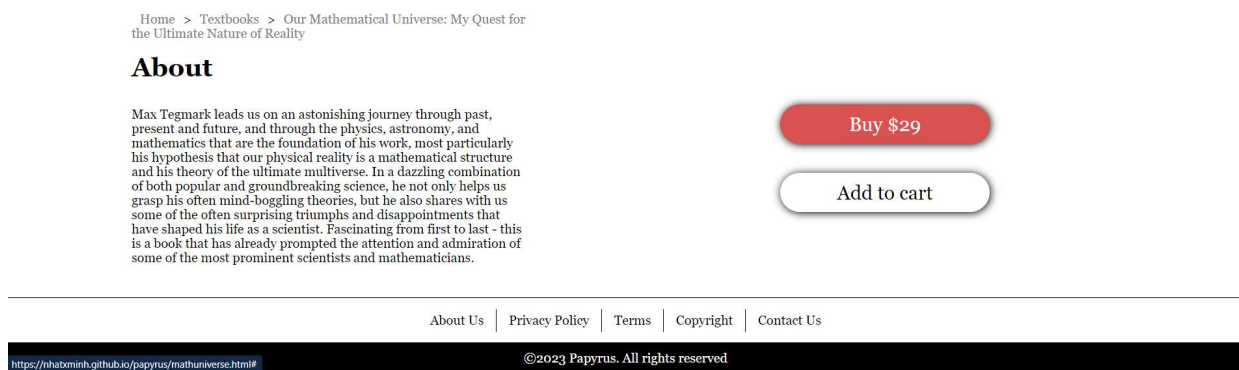 Home > Textbooks > Our Mathematical Universe: My Quest for
the Ultimate Nature of Reality
About
Max Tegmark leads us on an astonishing journey through past,
present and future, and through the physics, astronomy, and
mathematics that are the foundation of his work, most particularly
his hypothesis that our physical reality is a mathematical structure
and his theory of the ultimate multiverse. In a dazzling combination
of both popular and groundbreaking science, he not only helps us
grasp his often mind-boggling theories, but he also shares with us
some of the often surprising triumphs and disappointments that
have shaped his life as a scientist. Fascinating from first to last - this
is a book that has already prompted the attention and admiration of
some of the most prominent scientists and mathematicians.
Buy $29
Add to cart
About Us | Privacy Policy | Terms | Copyright | Contact Us
©2023 Papyrus. All rights reserved
https://nhatxminh.github.io/papyrus/mathuniverse.html#